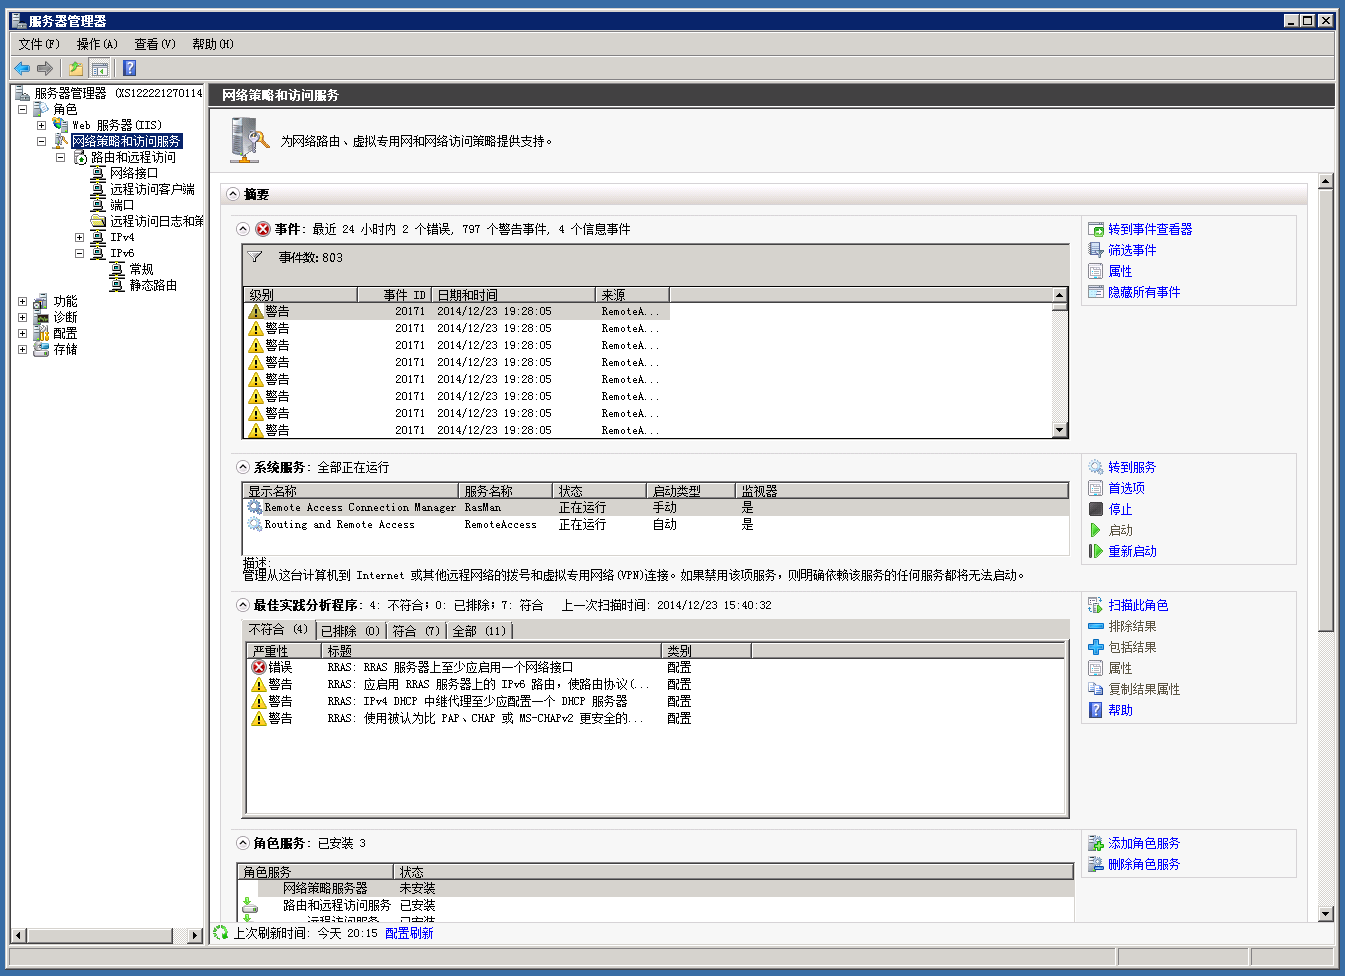 服务器管理器
文件(F) 操作(A) 查看(V) 帮助(H)
服务器管理器 (XS122221270114
角色
Web 服务器(IIS)
网络策略和访问服务
路由和远程访问
网络接口
远程访问客户端
端口
远程访问日志和策
IPv4
IPv6
常规
静态路由
功能
诊断
配置
存储
网络策略和访问服务
为网络路由、虚拟专用网和网络访问策略提供支持。
摘要
事件: 最近 24 小时内 2 个错误, 797 个警告事件, 4 个信息事件
事件数:803
级别 事件 ID 日期和时间 来源
警告 20171 2014/12/23 19:28:05 RemoteA...
警告 20171 2014/12/23 19:28:05 RemoteA...
警告 20171 2014/12/23 19:28:05 RemoteA...
警告 20171 2014/12/23 19:28:05 RemoteA...
警告 20171 2014/12/23 19:28:05 RemoteA...
警告 20171 2014/12/23 19:28:05 RemoteA...
警告 20171 2014/12/23 19:28:05 RemoteA...
警告 20171 2014/12/23 19:28:05 RemoteA...
转到事件查看器
筛选事件
属性
隐藏所有事件
系统服务: 全部正在运行
显示名称 服务名称 状态 启动类型 监视器
Remote Access Connection Manager RasMan 正在运行 手动 是
Routing and Remote Access RemoteAccess 正在运行 自动 是
描述:
管理从这台计算机到 Internet 或其他远程网络的拨号和虚拟专用网络(VPN)连接。如果禁用该项服务，则明确依赖该服务的任何服务都将无法启动。
转到服务
首选项
停止
启动
重新启动
最佳实践分析程序: 4: 不符合；0: 已排除；7: 符合 上一次扫描时间: 2014/12/23 15:40:32
不符合 (4) 已排除 (0) 符合 (7) 全部 (11)
严重性 标题 类别
错误 RRAS: RRAS 服务器上至少应启用一个网络接口 配置
警告 RRAS: 应启用 RRAS 服务器上的 IPv6 路由，使路由协议(... 配置
警告 RRAS: IPv4 DHCP 中继代理至少应配置一个 DHCP 服务器 配置
警告 RRAS: 使用被认为比 PAP、CHAP 或 MS-CHAPv2 更安全的... 配置
扫描此角色
排除结果
包括结果
属性
复制结果属性
帮助
角色服务: 已安装 3
角色服务 状态
网络策略服务器 未安装
路由和远程访问服务 已安装
远程访问服务 已安装
添加角色服务
删除角色服务
上次刷新时间: 今天 20:15 配置刷新